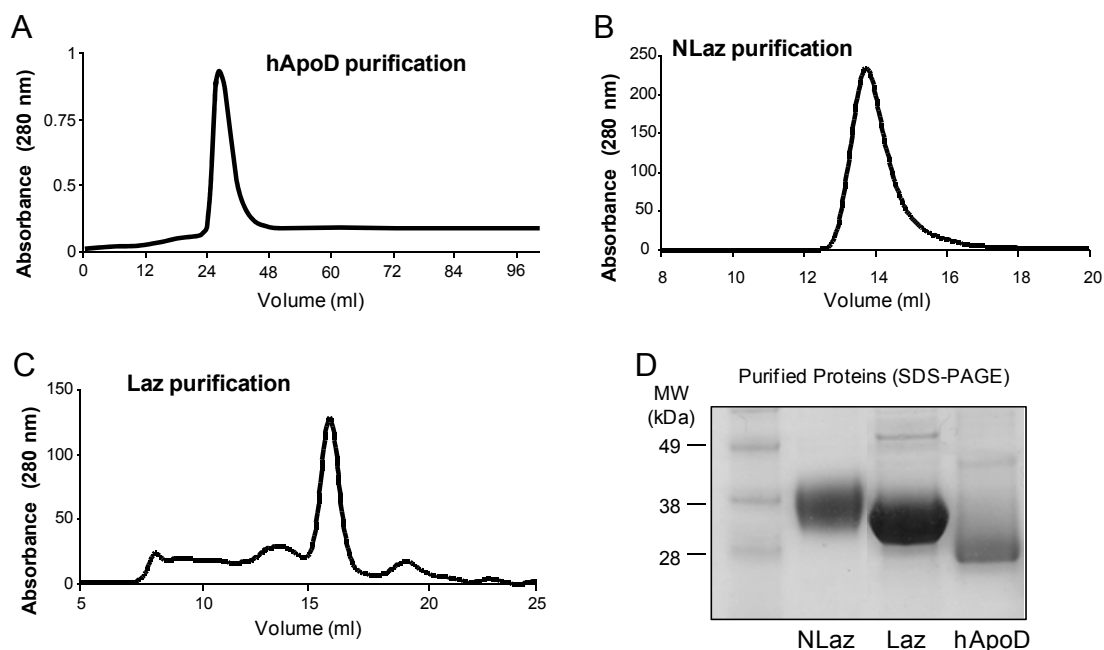 A
hApoD purification
Absorbance (280 nm)
1
0.75
0.5
0.25
0
0 12 24 36 48 60 72 84 96
Volume (ml)
B
NLaz purification
Absorbance (280 nm)
250
200
150
100
50
0
8 10 12 14 16 18 20
Volume (ml)
C
Laz purification
Absorbance (280 nm)
150
100
50
0
5 10 15 20 25
Volume (ml)
D
Purified Proteins (SDS-PAGE)
MW
(kDa)
49
38
28
NLaz Laz hApoD